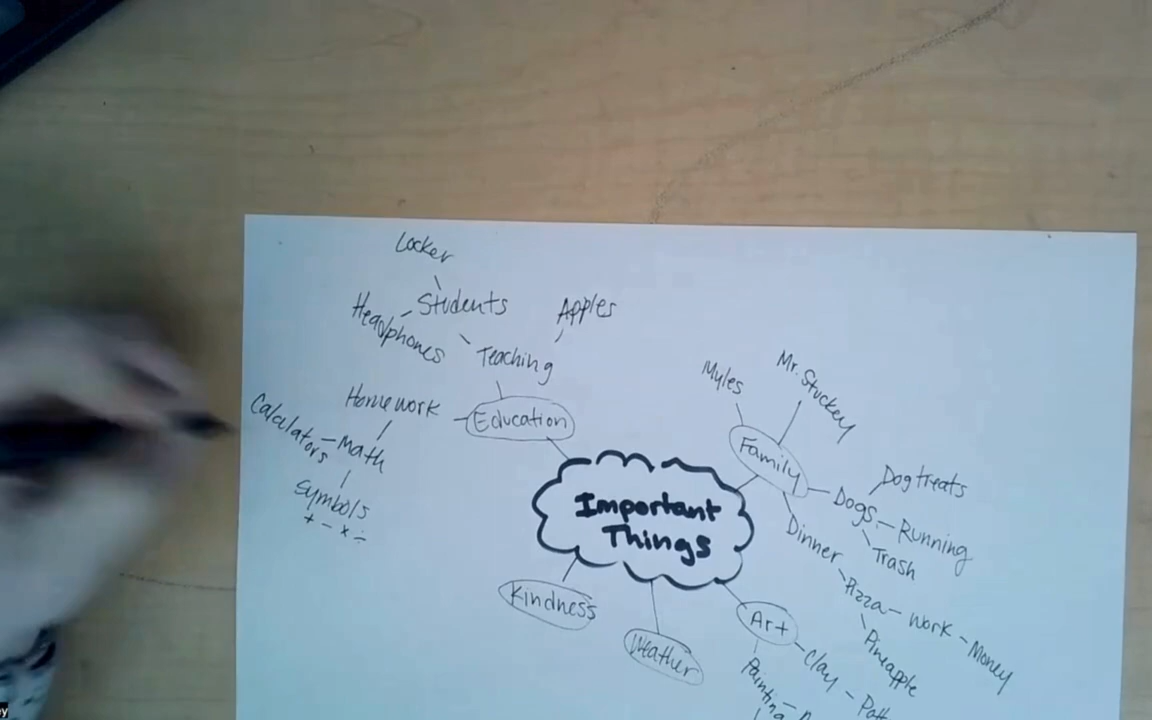 Locker
Students
Apples
Headphones
Teaching
Homework
Education
Calculators
Math
Symbols
+ - x ÷
Myles
Mr. Stuckey
Family
Dog treats
Dogs
Running
Trash
Dinner
Pizza
work
Money
Pineapple
Important
Things
Kindness
Weather
Art
Clay
Painting